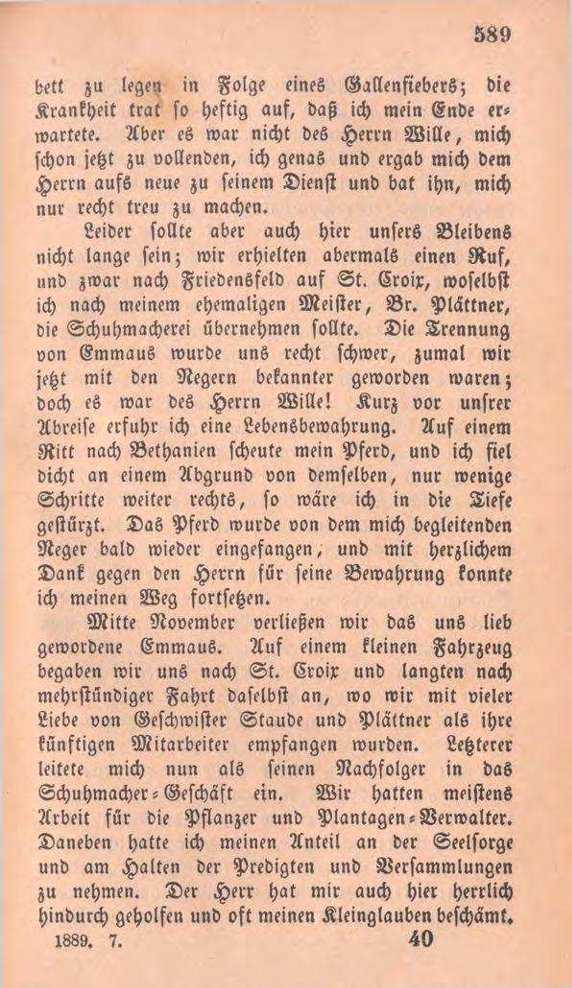 589
bett zu legen in Folge eines Gallenfiebers; die
Krankheit trat so heftig auf, daß ich mein Ende er⸗
wartete. Aber es war nicht des Herrn Wille, mich
schon jetzt zu vollenden, ich genas und ergab mich dem
Herrn aufs neue zu seinem Dienst und bat ihn, mich
nur recht treu zu machen.
Leider sollte aber auch hier unsers Bleibens
nicht lange sein; wir erhielten abermals einen Ruf,
und zwar nach Friedensfeld auf St. Croix, woselbst
ich nach meinem ehemaligen Meister, Br. Plättner,
die Schuhmacherei übernehmen sollte. Die Trennung
von Emmaus wurde uns recht schwer, zumal wir
jetzt mit den Negern bekannter geworden waren;
doch es war des Herrn Wille! Kurz vor unsrer
Abreise erfuhr ich eine Lebensbewahrung. Auf einem
Ritt nach Bethanien scheute mein Pferd, und ich fiel
dicht an einem Abgrund von demselben, nur wenige
Schritte weiter rechts, so wäre ich in die Tiefe
gestürzt. Das Pferd wurde von dem mich begleitenden
Neger bald wieder eingefangen, und mit herzlichem
Dank gegen den Herrn für seine Bewahrung konnte
ich meinen Weg fortsetzen.
Mitte November verließen wir das uns lieb
gewordene Emmaus. Auf einem kleinen Fahrzeug
begaben wir uns nach St. Croix und langten nach
mehrstündiger Fahrt daselbst an, wo wir mit vieler
Liebe von Geschwister Staude und Plättner als ihre
künftigen Mitarbeiter empfangen wurden. Letzterer
leitete mich nun als seinen Nachfolger in das
Schuhmacher⸗Geschäft ein. Wir hatten meistens
Arbeit für die Pflanzer und Plantagen⸗Verwalter.
Daneben hatte ich meinen Anteil an der Seelsorge
und am Halten der Predigten und Versammlungen
zu nehmen. Der Herr hat mir auch hier herrlich
hindurch geholfen und oft meinen Kleinglauben beschämt.
1889. 7. 40